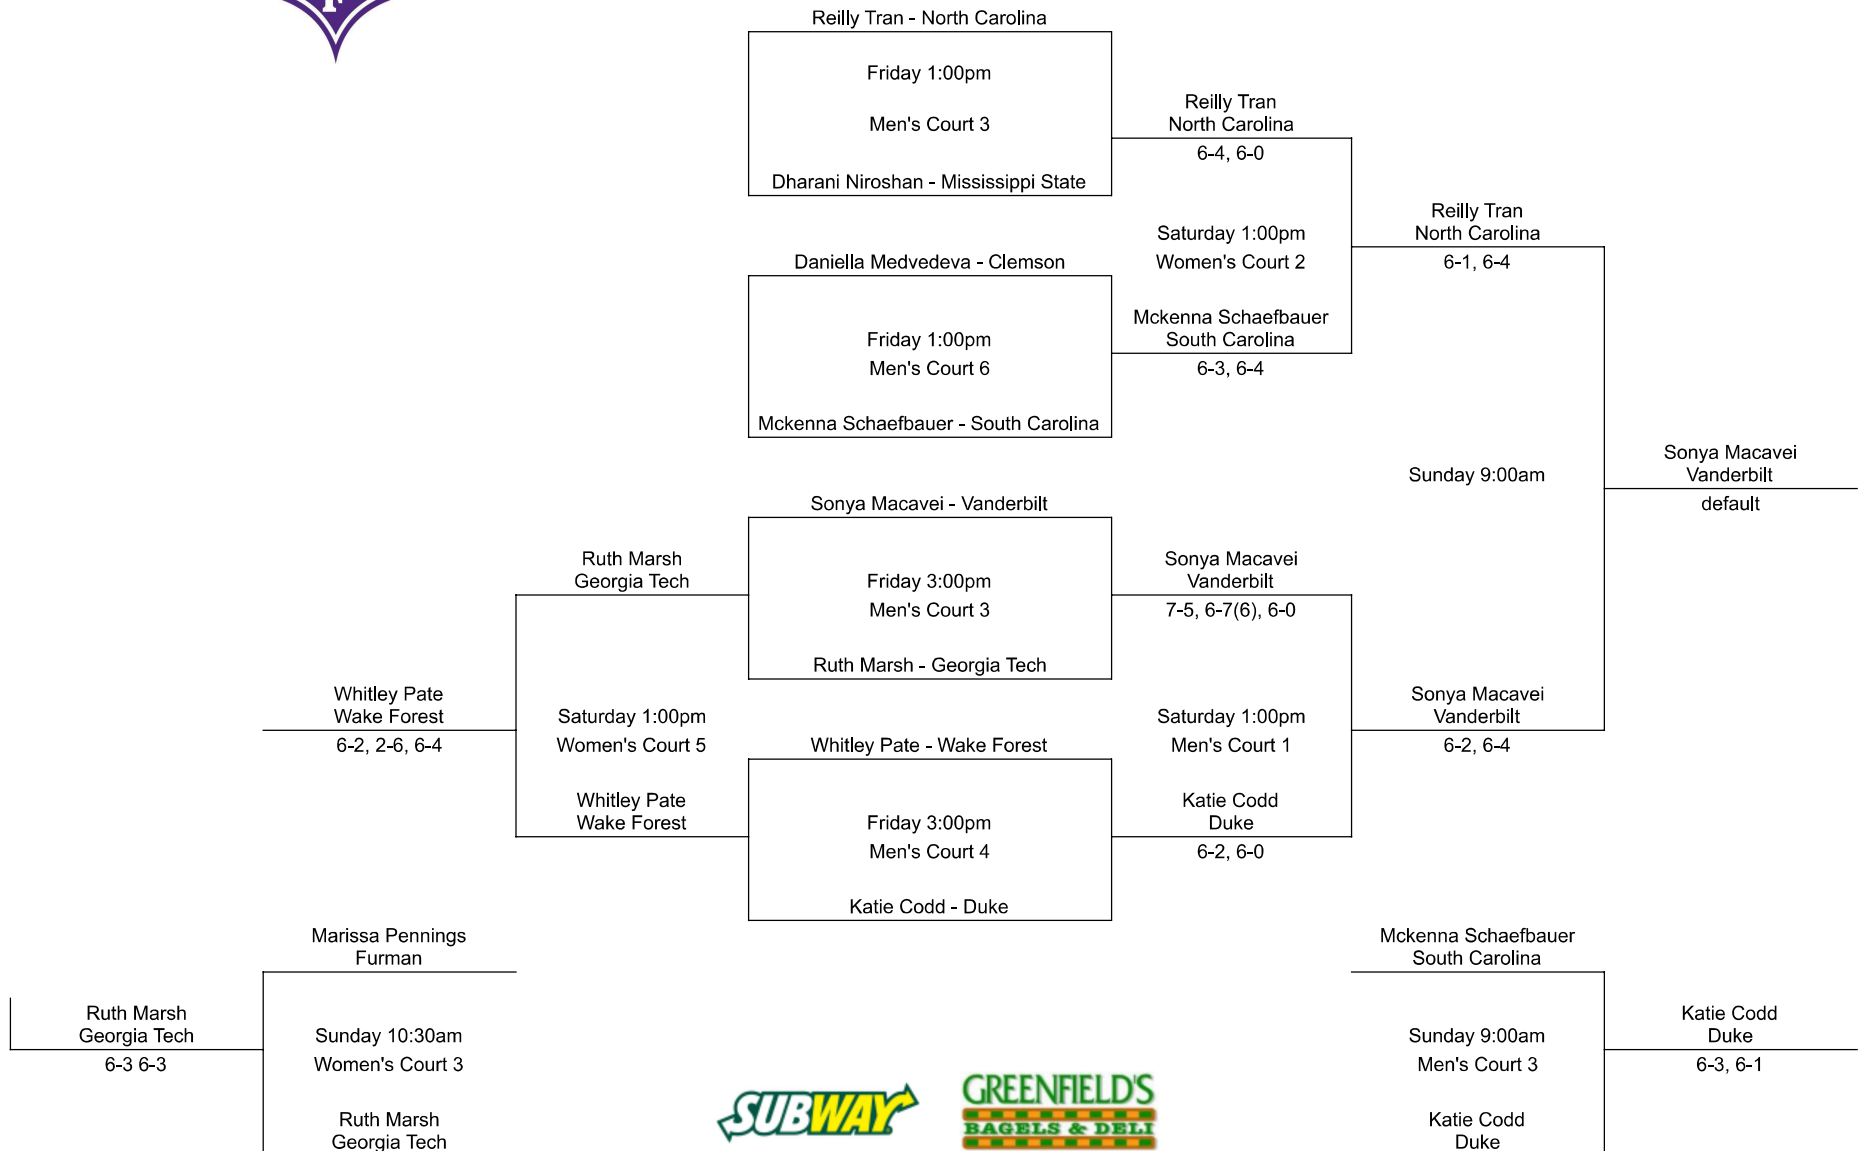 F
Reilly Tran - North Carolina
Friday 1:00pm
Men's Court 3
Dharani Niroshan - Mississippi State
Reilly Tran
North Carolina
6-4, 6-0
Daniella Medvedeva - Clemson
Friday 1:00pm
Men's Court 6
Mckenna Schaefbauer - South Carolina
Saturday 1:00pm
Women's Court 2
Mckenna Schaefbauer
South Carolina
6-3, 6-4
Reilly Tran
North Carolina
6-1, 6-4
Sunday 9:00am
Sonya Macavei
Vanderbilt
default
Sonya Macavei - Vanderbilt
Friday 3:00pm
Men's Court 3
Ruth Marsh - Georgia Tech
Ruth Marsh
Georgia Tech
Sonya Macavei
Vanderbilt
7-5, 6-7(6), 6-0
Whitley Pate
Wake Forest
6-2, 2-6, 6-4
Saturday 1:00pm
Women's Court 5
Whitley Pate
Wake Forest
Whitley Pate - Wake Forest
Friday 3:00pm
Men's Court 4
Katie Codd - Duke
Saturday 1:00pm
Men's Court 1
Katie Codd
Duke
6-2, 6-0
Sonya Macavei
Vanderbilt
6-2, 6-4
Marissa Pennings
Furman
Ruth Marsh
Georgia Tech
6-3 6-3
Sunday 10:30am
Women's Court 3
Ruth Marsh
Georgia Tech
SUBWAY
GREENFIELD'S
BAGELS & DELI
Mckenna Schaefbauer
South Carolina
Sunday 9:00am
Men's Court 3
Katie Codd
Duke
Katie Codd
Duke
6-3, 6-1